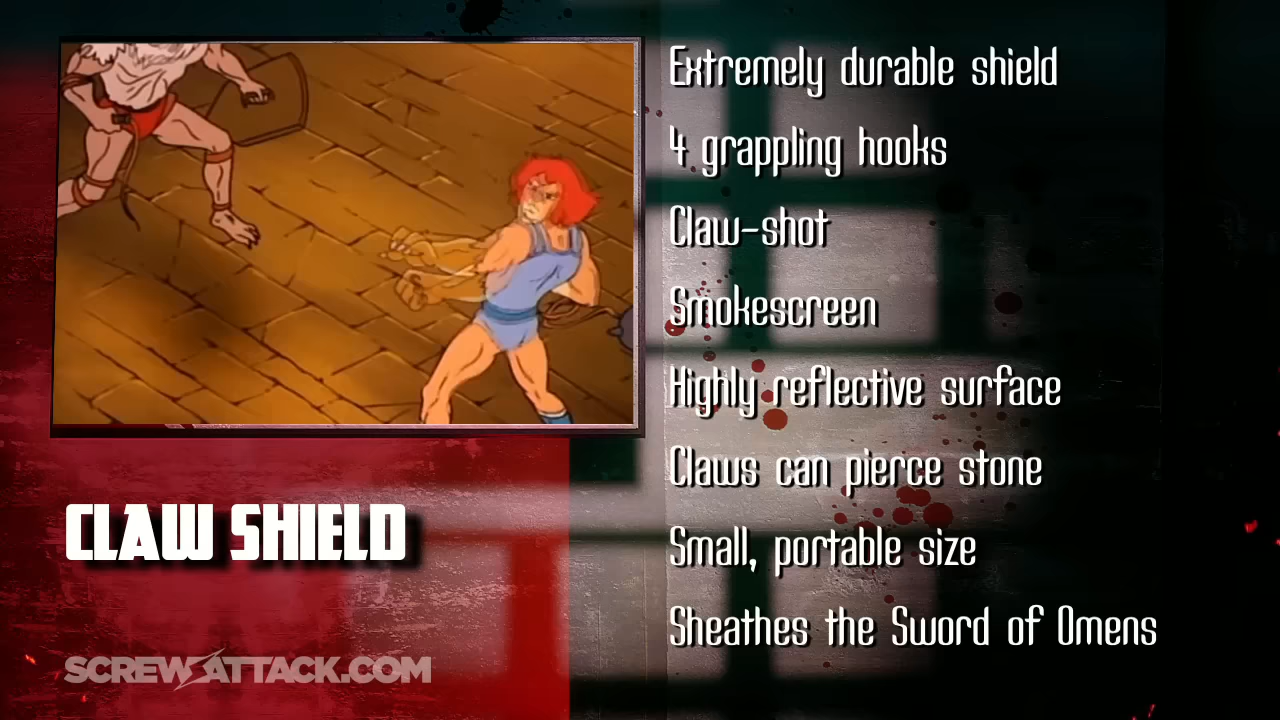 Extremely durable shield
4 grappling hooks
Claw-shot
Smokescreen
Highly reflective surface
Claws can pierce stone
Small, portable size
Sheathes the Sword of Omens
CLAW SHIELD
SCREWATTACK.COM